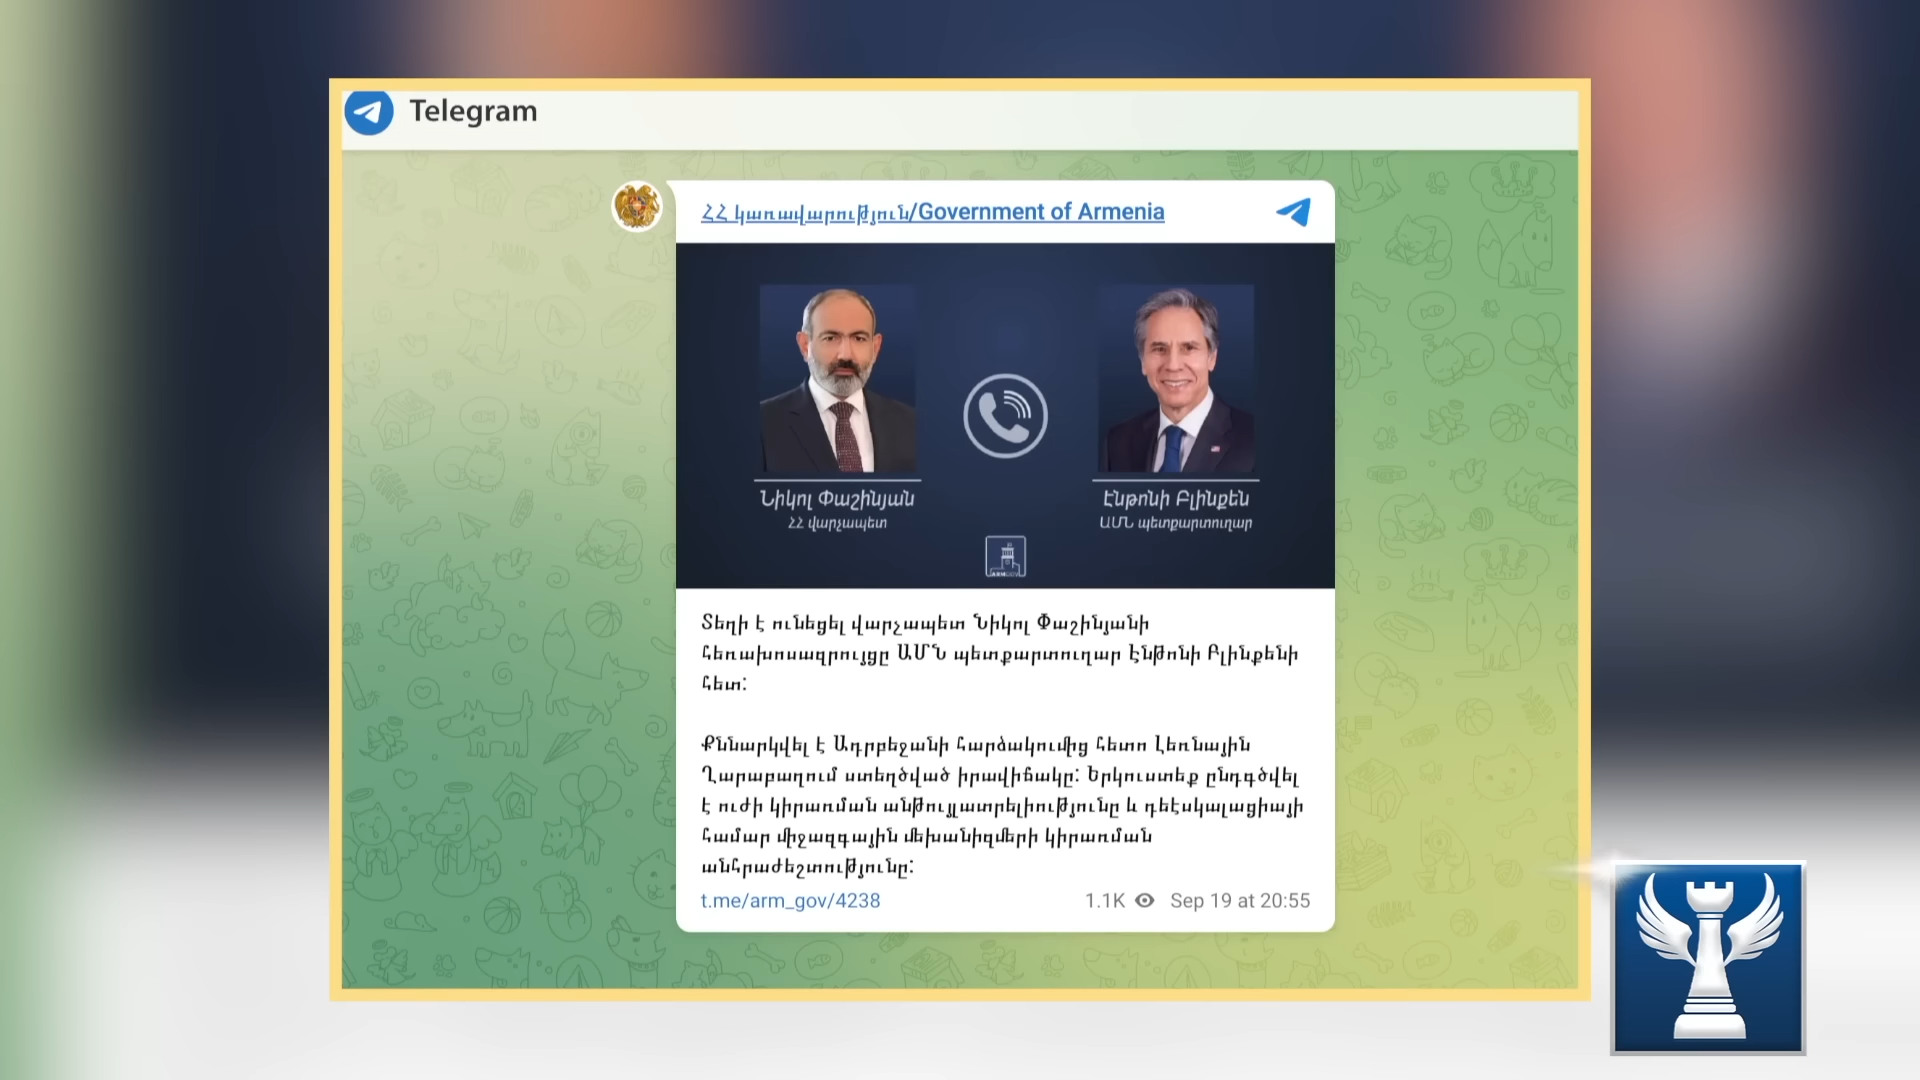 Telegram
ՀՀ կառավարություն/Government of Armenia
Նիկոլ Փաշինյան
ՀՀ վարչապետ
Էնթոնի Բլինքեն
ԱՄՆ պետքարտուղար
ARMGOV
Տեղի է ունեցել վարչապետ Նիկոլ Փաշինյանի
հեռախոսազրույցը ԱՄՆ պետքարտուղար Էնթոնի Բլինքենի
հետ:
Քննարկվել է Ադրբեջանի հարձակումից հետո Լեռնային
Ղարաբաղում ստեղծված իրավիճակը: Երկուստեք ընդգծվել
է ուժի կիրառման անթույլատրելիությունը և դեէսկալացիայի
համար միջազգային մեխանիզմերի կիրառման
անհրաժեշտությունը:
t.me/arm_gov/4238
1.1K Sep 19 at 20:55